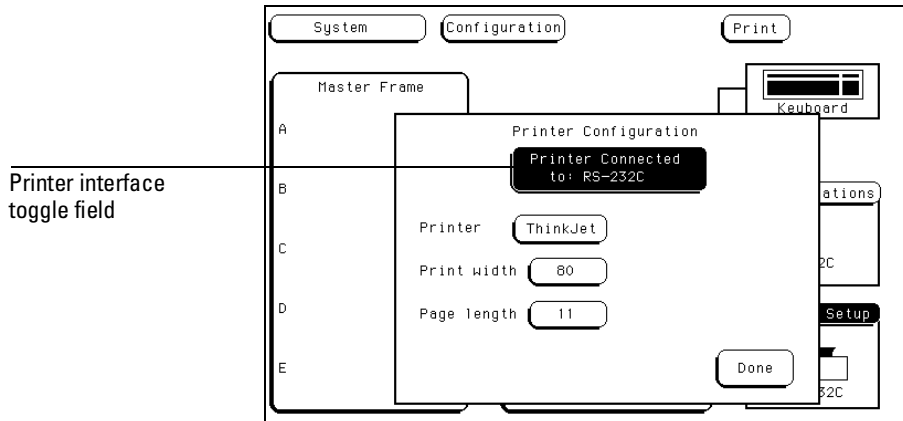 System
Configuration
Print
Master Frame
Keyboard
A
Printer Configuration
Printer Connected
to: RS-232C
Printer interface
toggle field
B
ations
Printer
ThinkJet
C
2C
Print width
80
D
Page length
11
Setup
E
Done
32C